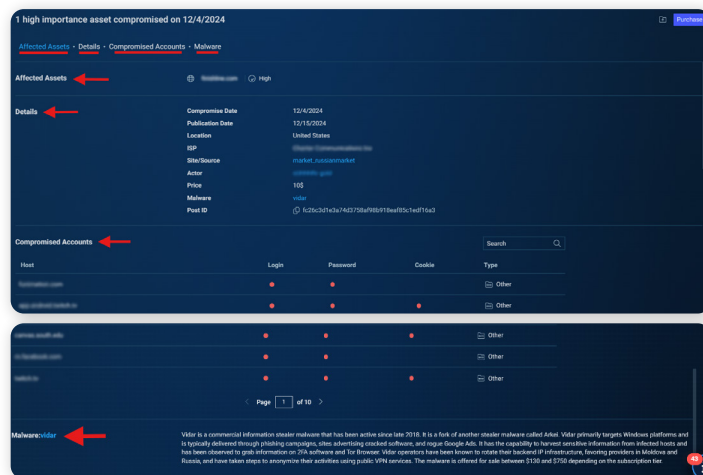 1 high importance asset compromised on 12/4/2024
Purchase
Affected Assets • Details • Compromised Accounts • Malware
Affected Assets
High
Details
Compromise Date 12/4/2024
Publication Date 12/15/2024
Location United States
ISP
Site/Source market_russianmarket
Actor
Price 10$
Malware vidar
Post ID fc26c3d1e3a74d3758af98b918eaf85c1edf16a3
Compromised Accounts
Search
Host Login Password Cookie Type
Other
Other
Other
Other
Other
Page 1 of 10
Malware:vidar
Vidar is a commercial information stealer malware that has been active since late 2018. It is a fork of another stealer malware called Arkei. Vidar primarily targets Windows platforms and
is typically delivered through phishing campaigns, sites advertising cracked software, and rogue Google Ads. It has the capability to harvest sensitive information from infected hosts and
has been observed to grab information on 2FA software and Tor Browser. Vidar operators have been known to rotate their backend IP infrastructure, favoring providers in Moldova and
Russia, and have taken steps to anonymize their activities using public VPN services. The malware is offered for sale between $130 and $750 depending on the subscription tier.
43